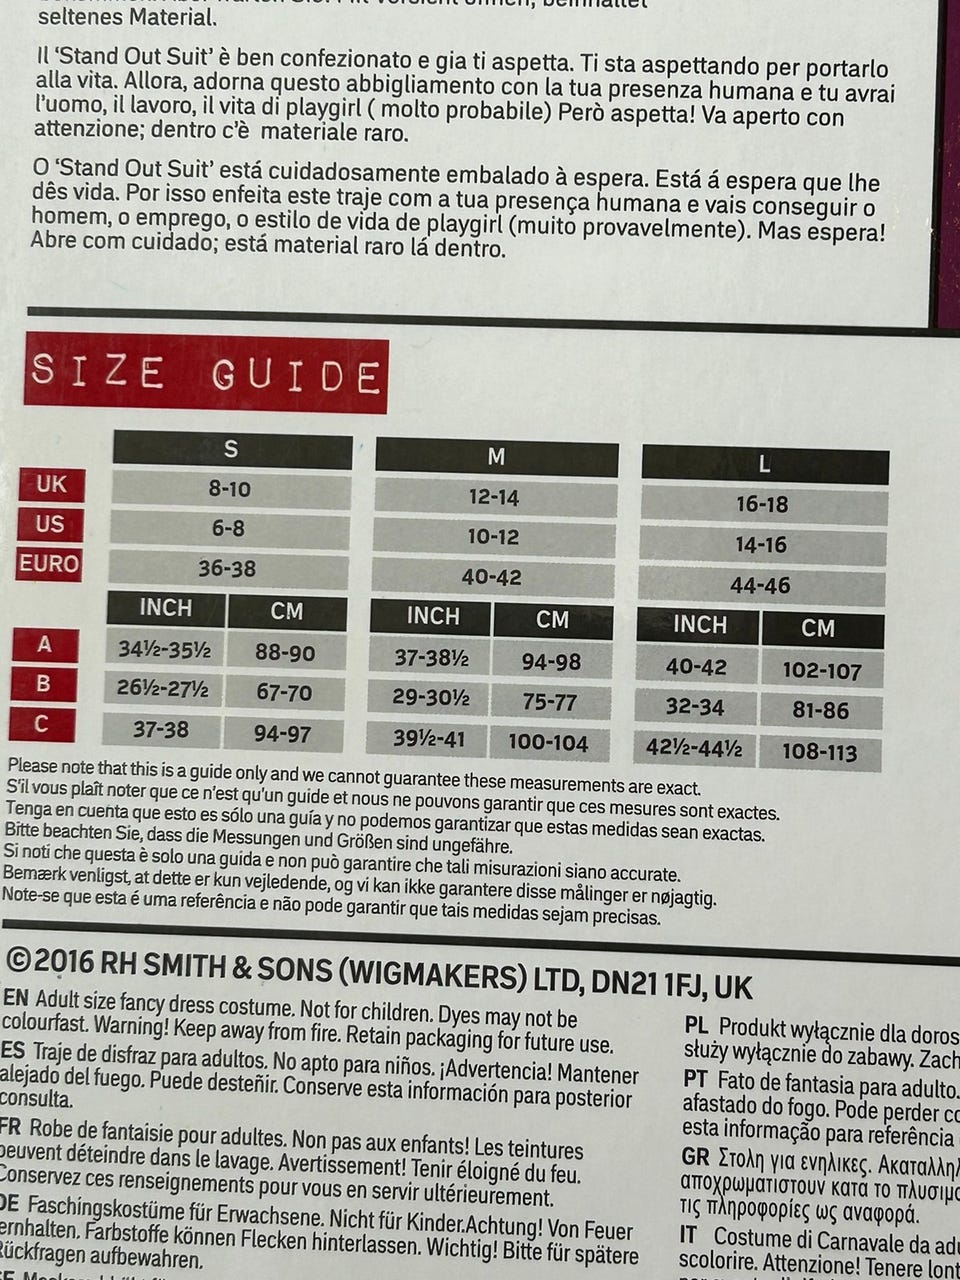 seltenes Material.
Il ‘Stand Out Suit’ è ben confezionato e gia ti aspetta. Ti sta aspettando per portarlo
alla vita. Allora, adorna questo abbigliamento con la tua presenza humana e tu avrai
l’uomo, il lavoro, il vita di playgirl ( molto probabile) Però aspetta! Va aperto con
attenzione; dentro c’è materiale raro.
O ‘Stand Out Suit’ está cuidadosamente embalado à espera. Está á espera que lhe
dês vida. Por isso enfeita este traje com a tua presença humana e vais conseguir o
homem, o emprego, o estilo de vida de playgirl (muito provavelmente). Mas espera!
Abre com cuidado; está material raro lá dentro.
SIZE GUIDE
S M L
UK 8-10 12-14 16-18
US 6-8 10-12 14-16
EURO 36-38 40-42 44-46
INCH CM INCH CM INCH CM
A 34½-35½ 88-90 37-38½ 94-98 40-42 102-107
B 26½-27½ 67-70 29-30½ 75-77 32-34 81-86
C 37-38 94-97 39½-41 100-104 42½-44½ 108-113
Please note that this is a guide only and we cannot guarantee these measurements are exact.
S’il vous plaît noter que ce n’est qu’un guide et nous ne pouvons garantir que ces mesures sont exactes.
Tenga en cuenta que esto es sólo una guía y no podemos garantizar que estas medidas sean exactas.
Bitte beachten Sie, dass die Messungen und Größen sind ungefähre.
Si noti che questa è solo una guida e non può garantire che tali misurazioni siano accurate.
Bemærk venligst, at dette er kun vejledende, og vi kan ikke garantere disse målinger er nøjagtig.
Note-se que esta é uma referência e não pode garantir que tais medidas sejam precisas.
©2016 RH SMITH & SONS (WIGMAKERS) LTD, DN21 1FJ, UK
EN Adult size fancy dress costume. Not for children. Dyes may not be
colourfast. Warning! Keep away from fire. Retain packaging for future use.
ES Traje de disfraz para adultos. No apto para niños. ¡Advertencia! Mantener
alejado del fuego. Puede desteñir. Conserve esta información para posterior
consulta.
FR Robe de fantaisie pour adultes. Non pas aux enfants! Les teintures
peuvent déteindre dans le lavage. Avertissement! Tenir éloigné du feu.
Conservez ces renseignements pour vous en servir ultérieurement.
DE Faschingskostüme für Erwachsene. Nicht für Kinder.Achtung! Von Feuer
ernhalten. Farbstoffe können Flecken hinterlassen. Wichtig! Bitte für spätere
Rückfragen aufbewahren.
PL Produkt wyłącznie dla doros
służy wyłącznie do zabawy. Zach
PT Fato de fantasia para adulto.
afastado do fogo. Pode perder co
esta informação para referência
GR Στολη για ενηλικες. Ακαταλλη
αποχρωματιστουν κατα το πλυσιμο
τις πληροφορίες ως αναφορά.
IT Costume di Carnavale da adu
scolorire. Attenzione! Tenere lont